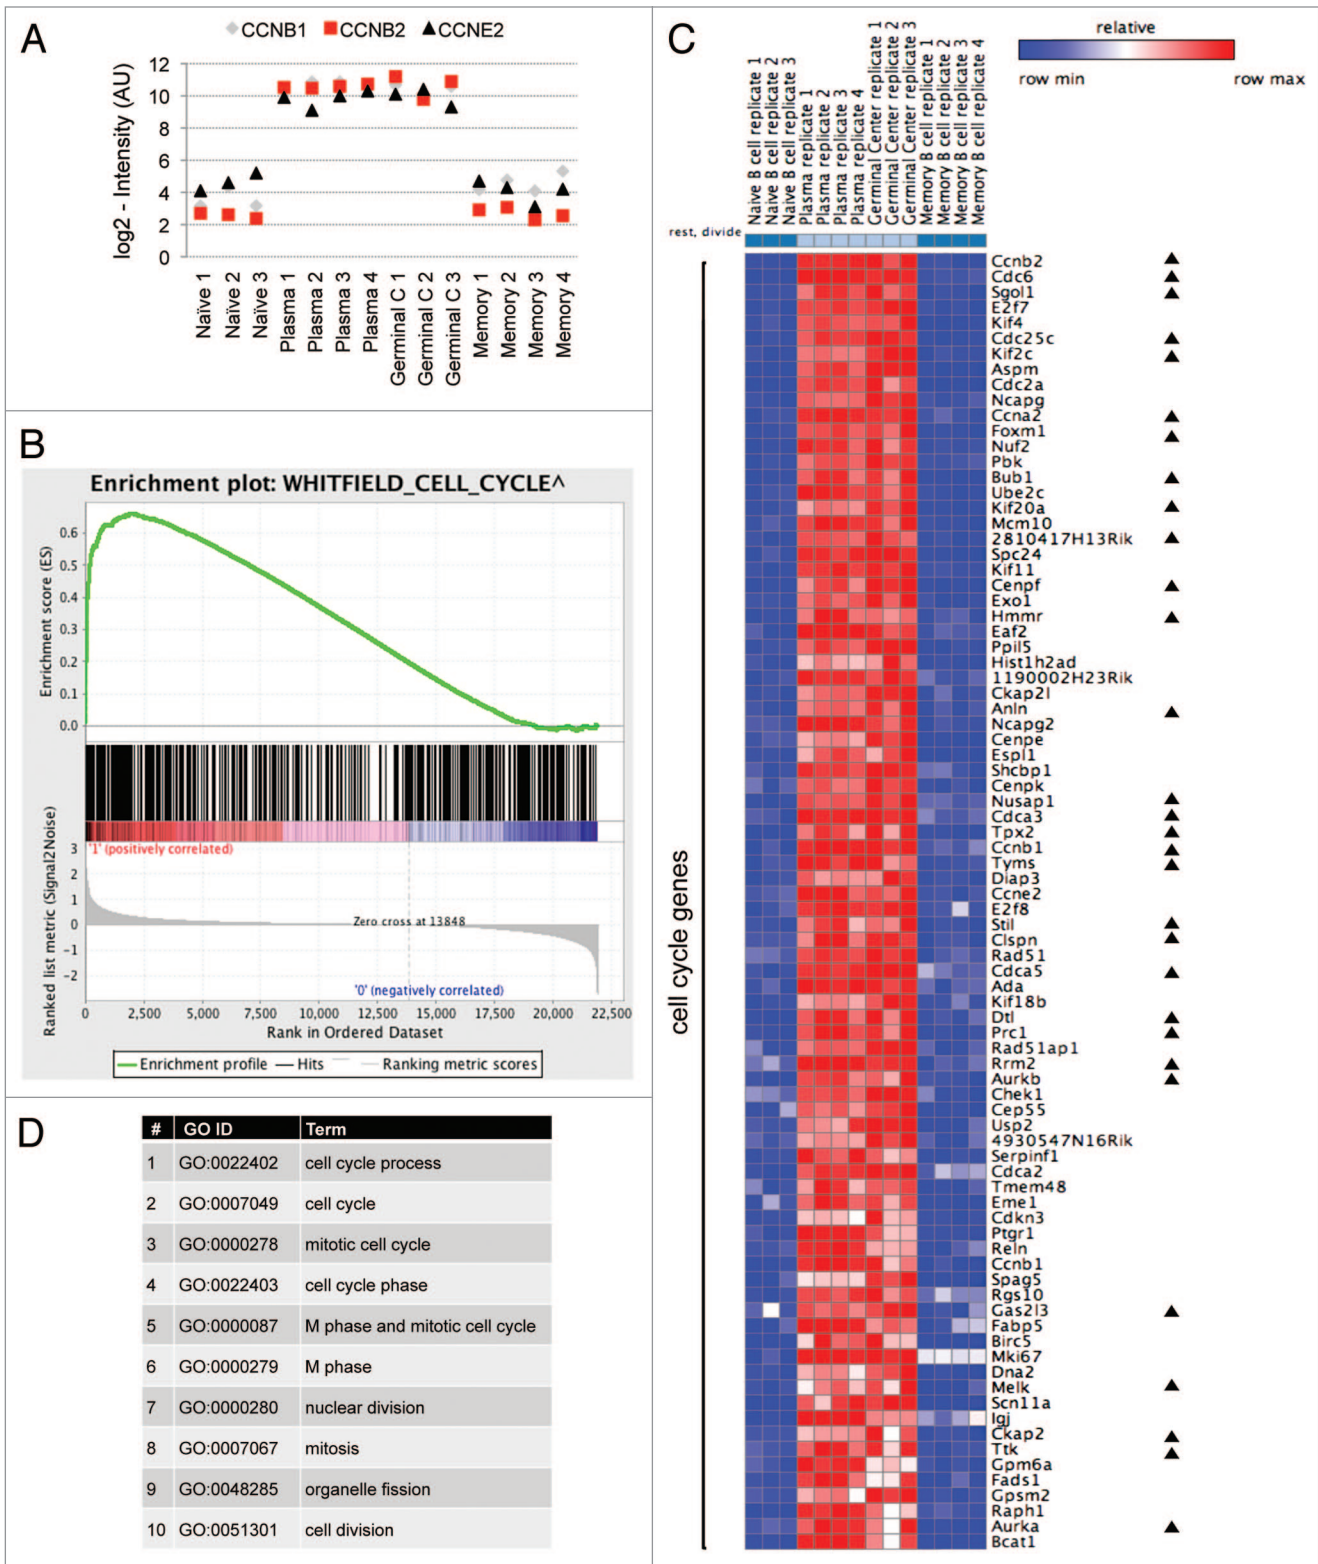 A
CCNB1 CCNB2 CCNE2
log2 - Intensity (AU)
12
10
8
6
4
2
0
Naïve 1
Naïve 2
Naïve 3
Plasma 1
Plasma 2
Plasma 3
Plasma 4
Germinal C 1
Germinal C 2
Germinal C 3
Memory 1
Memory 2
Memory 3
Memory 4
B
Enrichment plot: WHITFIELD_CELL_CYCLE^
Enrichment score (ES)
0.6
0.5
0.4
0.3
0.2
0.1
0.0
Ranked list metric (Signal2Noise)
'1' (positively correlated)
3
2
1
0
-1
-2
Zero cross at 13848
'0' (negatively correlated)
0 2,500 5,000 7,500 10,000 12,500 15,000 17,500 20,000 22,500
Rank in Ordered Dataset
Enrichment profile Hits Ranking metric scores
D
# GO ID Term
1 GO:0022402 cell cycle process
2 GO:0007049 cell cycle
3 GO:0000278 mitotic cell cycle
4 GO:0022403 cell cycle phase
5 GO:0000087 M phase and mitotic cell cycle
6 GO:0000279 M phase
7 GO:0000280 nuclear division
8 GO:0007067 mitosis
9 GO:0048285 organelle fission
10 GO:0051301 cell division
C
relative
row min row max
Naive B cell replicate 1
Naive B cell replicate 2
Naive B cell replicate 3
Plasma replicate 1
Plasma replicate 2
Plasma replicate 3
Plasma replicate 4
Germinal Center replicate 1
Germinal Center replicate 2
Germinal Center replicate 3
Memory B cell replicate 1
Memory B cell replicate 2
Memory B cell replicate 3
Memory B cell replicate 4
rest, divide
cell cycle genes
Ccnb2
Cdc6
Sgol1
E2f7
Kif4
Cdc25c
Kif2c
Aspm
Cdc2a
Ncapg
Ccna2
Foxm1
Nuf2
Pbk
Bub1
Ube2c
Kif20a
Mcm10
2810417H13Rik
Spc24
Kif11
Cenpf
Exo1
Hmmr
Eaf2
Ppil5
Hist1h2ad
1190002H23Rik
Ckap2l
Anln
Ncapg2
Cenpe
Espl1
Shcbp1
Cenpk
Nusap1
Cdca3
Tpx2
Ccnb1
Tyms
Diap3
Ccne2
E2f8
Stil
Clspn
Rad51
Cdca5
Ada
Kif18b
Dtl
Prc1
Rad51ap1
Rrm2
Aurkb
Chek1
Cep55
Usp2
4930547N16Rik
Serpinf1
Cdca2
Tmem48
Eme1
Cdkn3
Ptgr1
Reln
Ccnb1
Spag5
Rgs10
Gas2l3
Fabp5
Birc5
Mki67
Dna2
Melk
Scn11a
Igj
Ckap2
Ttk
Gpm6a
Fads1
Gpsm2
Raph1
Aurka
Bcat1